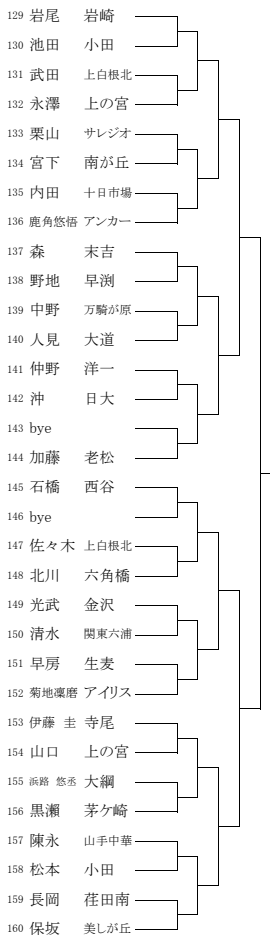 129 岩尾 岩崎
130 池田 小田
131 武田 上白根北
132 永澤 上の宮
133 栗山 サレジオ
134 宮下 南が丘
135 内田 十日市場
136 鹿角悠悟 アンカー
137 森 末吉
138 野地 早渕
139 中野 万騎が原
140 人見 大道
141 仲野 洋一
142 沖 日大
143 bye
144 加藤 老松
145 石橋 西谷
146 bye
147 佐々木 上白根北
148 北川 六角橋
149 光武 金沢
150 清水 関東六浦
151 早房 生麦
152 菊地凜磨 アイリス
153 伊藤 圭 寺尾
154 山口 上の宮
155 浜路 悠丞 大綱
156 黒瀬 茅ケ崎
157 陳永 山手中華
158 松本 小田
159 長岡 荏田南
160 保坂 美しが丘